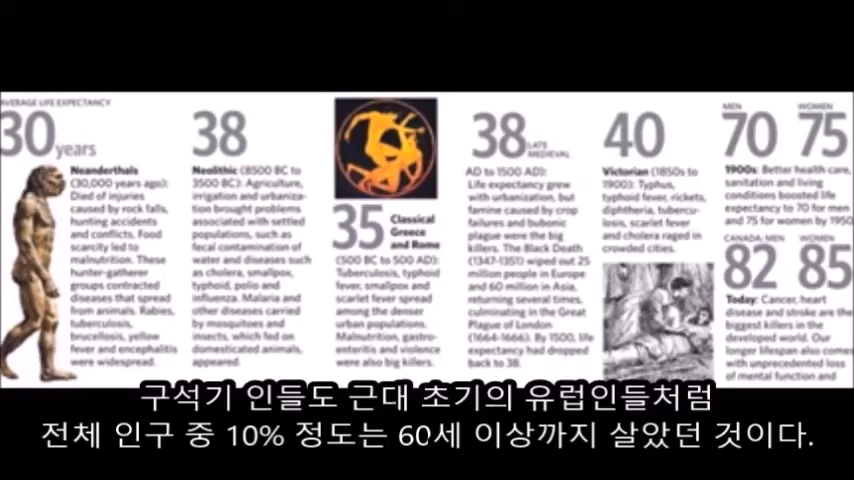 AVERAGE LIFE EXPECTANCY
30 years
Neanderthals
(30,000 years ago):
Died of injuries
caused by rock falls,
hunting accidents
and conflicts. Food
scarcity led to
malnutrition. These
hunter-gatherer
groups contracted
diseases that spread
from animals. Rabies,
tuberculosis,
brucellosis, yellow
fever and encephalitis
were widespread.
38
Neolithic (8500 BC to
3500 BC): Agriculture,
irrigation and urbaniza-
tion brought problems
associated with settled
populations, such as
fecal contamination of
water and diseases such
as cholera, smallpox,
typhoid, polio and
influenza. Malaria and
other diseases carried
by mosquitoes and
insects, which fed on
domesticated animals,
appeared.
35 Classical
Greece
and Rome
(500 BC to 500 AD):
Tuberculosis, typhoid
fever, smallpox and
scarlet fever spread
among the denser
urban populations.
Malnutrition, gastro-
enteritis and violence
were also big killers.
38 LATE
MEDIEVAL
AD to 1500 AD):
Life expectancy grew
with urbanization, but
famine caused by crop
failures and bubonic
plague were the big
killers. The Black Death
(1347-1351) wiped out 25
million people in Europe
and 60 million in Asia,
returning several times,
culminating in the Great
Plague of London
(1664-1666). By 1500, life
expectancy had dropped
back to 38.
40
Victorian (1850s to
1900): Typhus,
typhoid fever, rickets,
diphtheria, tubercu-
losis, scarlet fever
and cholera raged in
crowded cities.
MEN WOMEN
70 75
1900s: Better health care,
sanitation and living
conditions boosted life
expectancy to 70 for men
and 75 for women by 1950
CANADA: MEN WOMEN
82 85
Today: Cancer, heart
disease and stroke are the
biggest killers in the
developed world. Our
longer lifespan also comes
with unprecedented loss
of mental function and
구석기 인들도 근대 초기의 유럽인들처럼
전체 인구 중 10% 정도는 60세 이상까지 살았던 것이다.